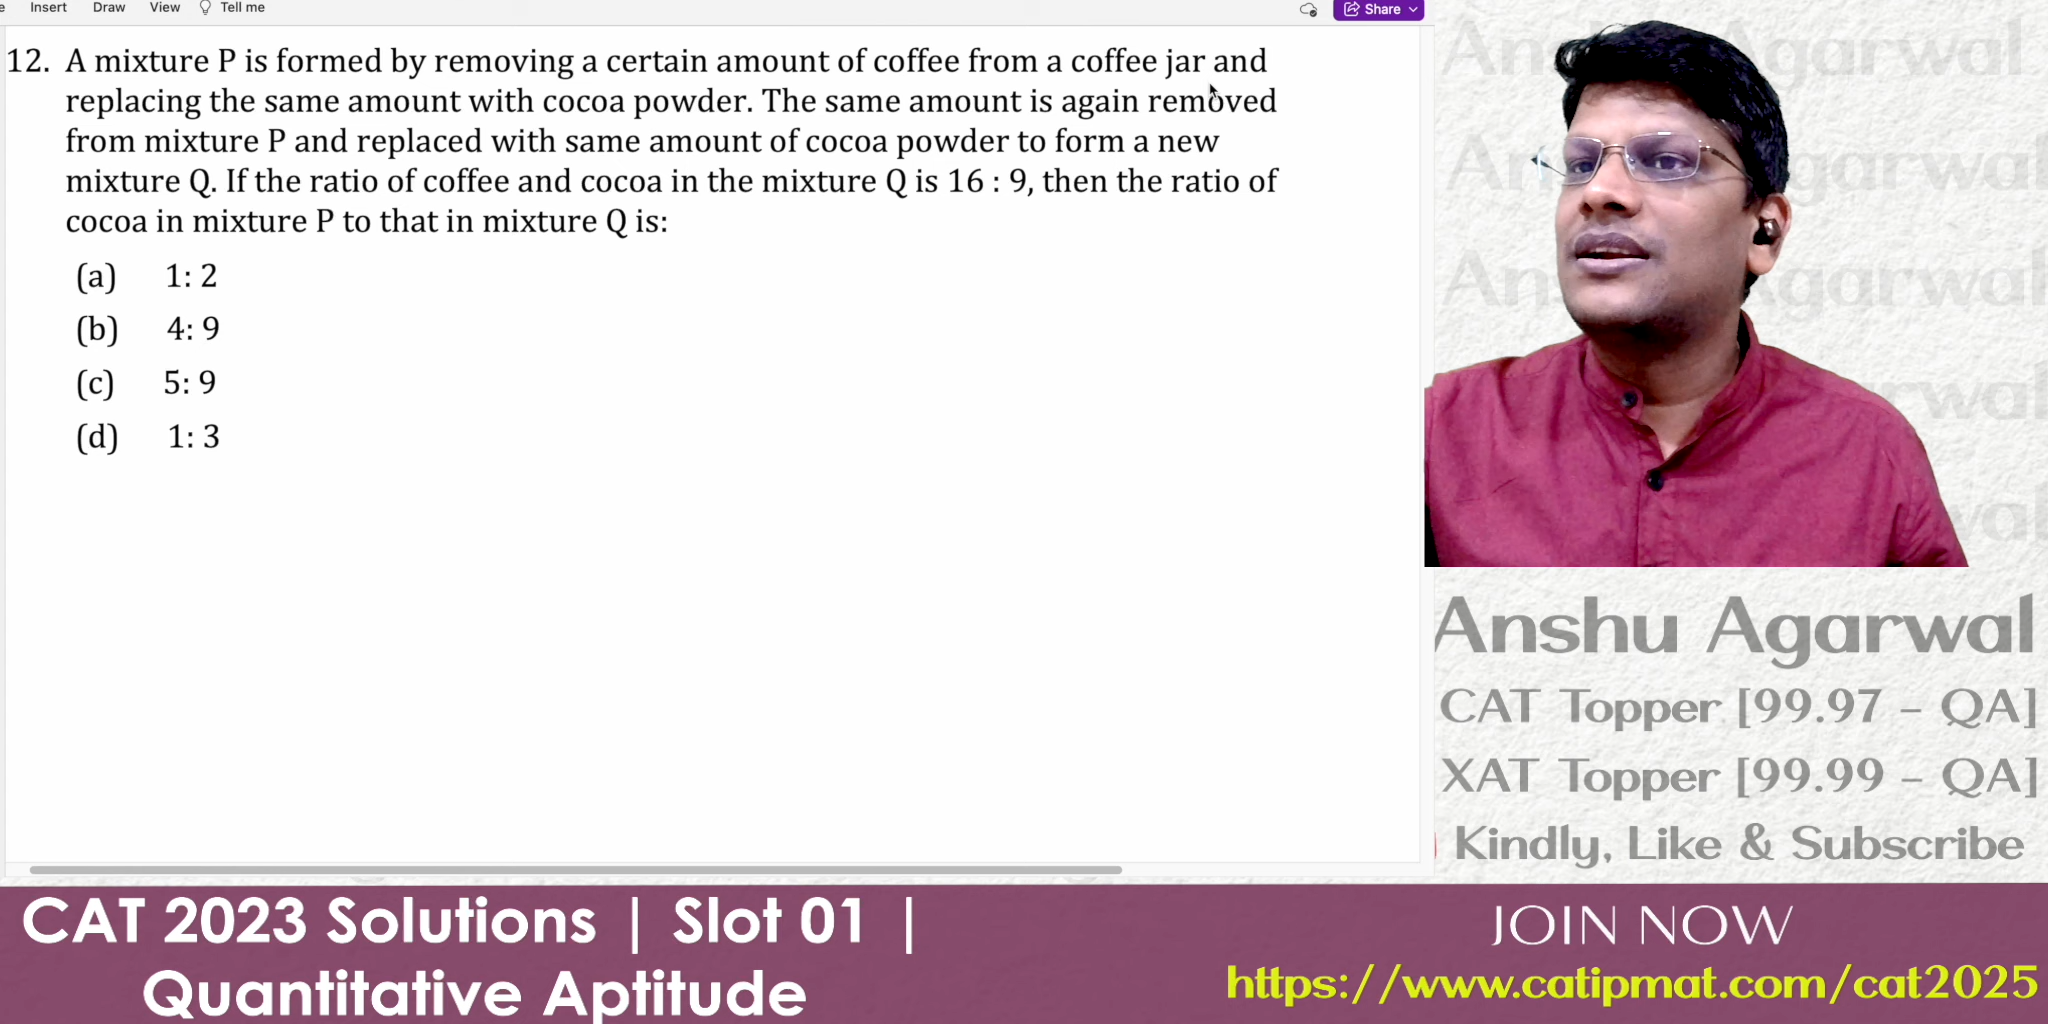 Insert Draw View Tell me
Share
12. A mixture P is formed by removing a certain amount of coffee from a coffee jar and
replacing the same amount with cocoa powder. The same amount is again removed
from mixture P and replaced with same amount of cocoa powder to form a new
mixture Q. If the ratio of coffee and cocoa in the mixture Q is 16 : 9, then the ratio of
cocoa in mixture P to that in mixture Q is:
(a) 1: 2
(b) 4: 9
(c) 5: 9
(d) 1: 3
Anshu Agarwal
CAT Topper [99.97 – QA]
XAT Topper [99.99 – QA]
Kindly, Like & Subscribe
CAT 2023 Solutions | Slot 01 |
Quantitative Aptitude
JOIN NOW
https://www.catipmat.com/cat2025